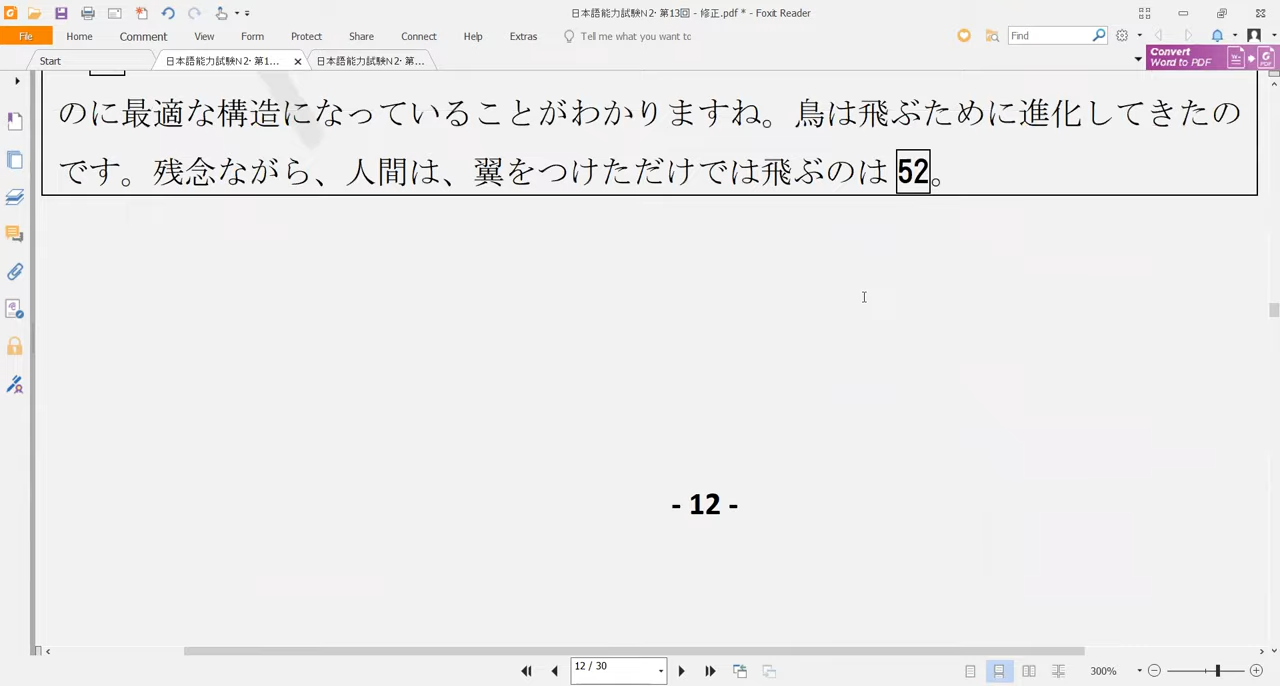 日本語能力試験N2· 第13回 - 修正.pdf * - Foxit Reader
File Home Comment View Form Protect Share Connect Help Extras Tell me what you want to Find
Start 日本語能力試験N2· 第1... 日本語能力試験N2· 第...
Convert
Word to PDF
PDF
のに最適な構造になっていることがわかりますね。鳥は飛ぶために進化してきたの
です。残念ながら、人間は、翼をつけただけでは飛ぶのは 52。
- 12 -
12 / 30 300%